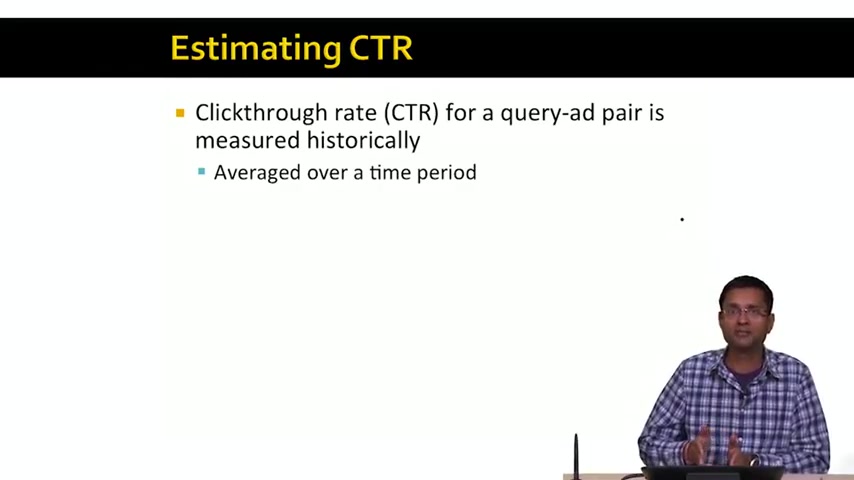 Estimating CTR
Clickthrough rate (CTR) for a query-ad pair is
measured historically
Averaged over a time period